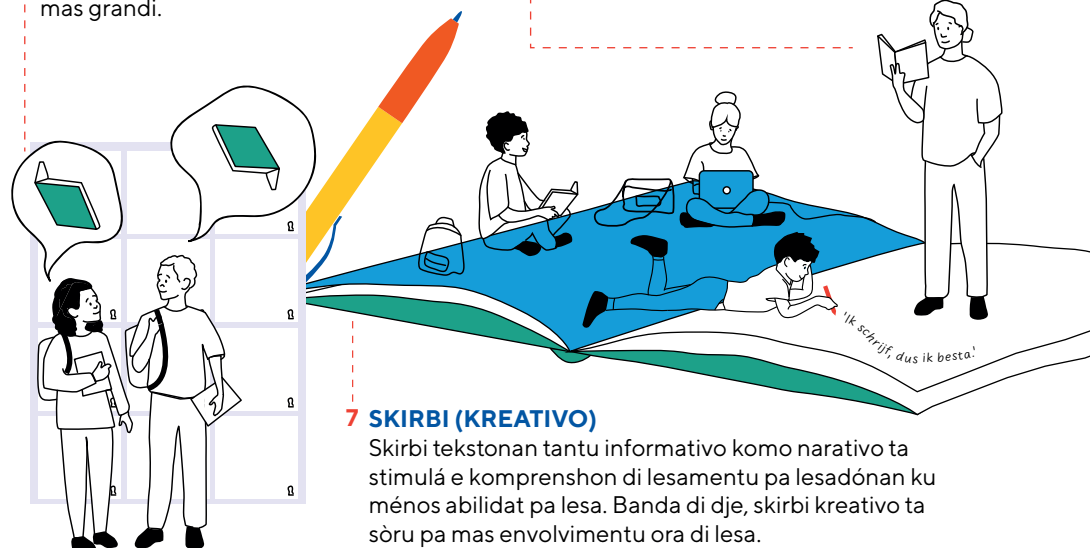 mas grandi.
'Ik schrijf, dus ik besta.'
7 SKIRBI (KREATIVO)
Skirbi tekstonan tantu informativo komo narativo ta
stimulá e komprenshon di lesamentu pa lesadónan ku
ménos abilidat pa lesa. Banda di dje, skirbi kreativo ta
sòru pa mas envolvimentu ora di lesa.